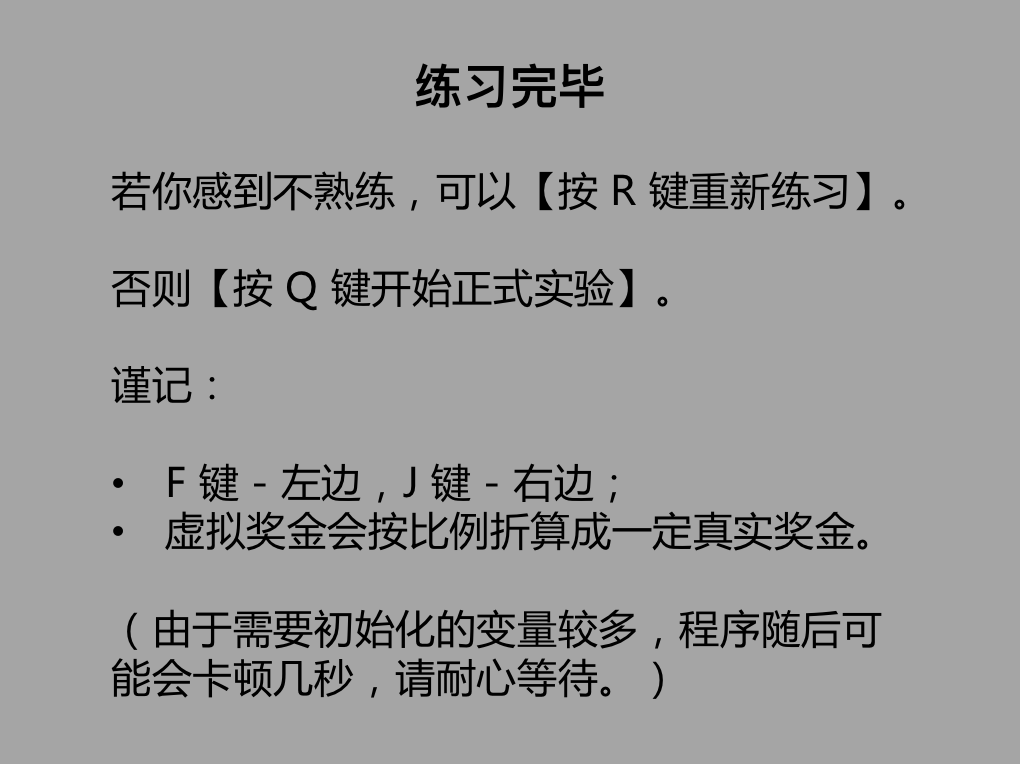 练习完毕
若你感到不熟练，可以【按 R 键重新练习】。
否则【按 Q 键开始正式实验】。
谨记：
• F 键 - 左边，J 键 - 右边；
• 虚拟奖金会按比例折算成一定真实奖金。
（由于需要初始化的变量较多，程序随后可
能会卡顿几秒，请耐心等待。）